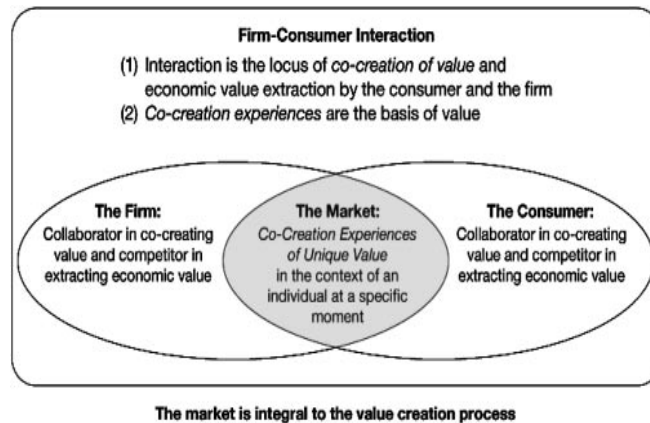 Firm-Consumer Interaction
(1) Interaction is the locus of co-creation of value and
economic value extraction by the consumer and the firm
(2) Co-creation experiences are the basis of value
The Firm:
Collaborator in co-creating
value and competitor in
extracting economic value
The Market:
Co-Creation Experiences
of Unique Value
in the context of an
individual at a specific
moment
The Consumer:
Collaborator in co-creating
value and competitor in
extracting economic value
The market is integral to the value creation process